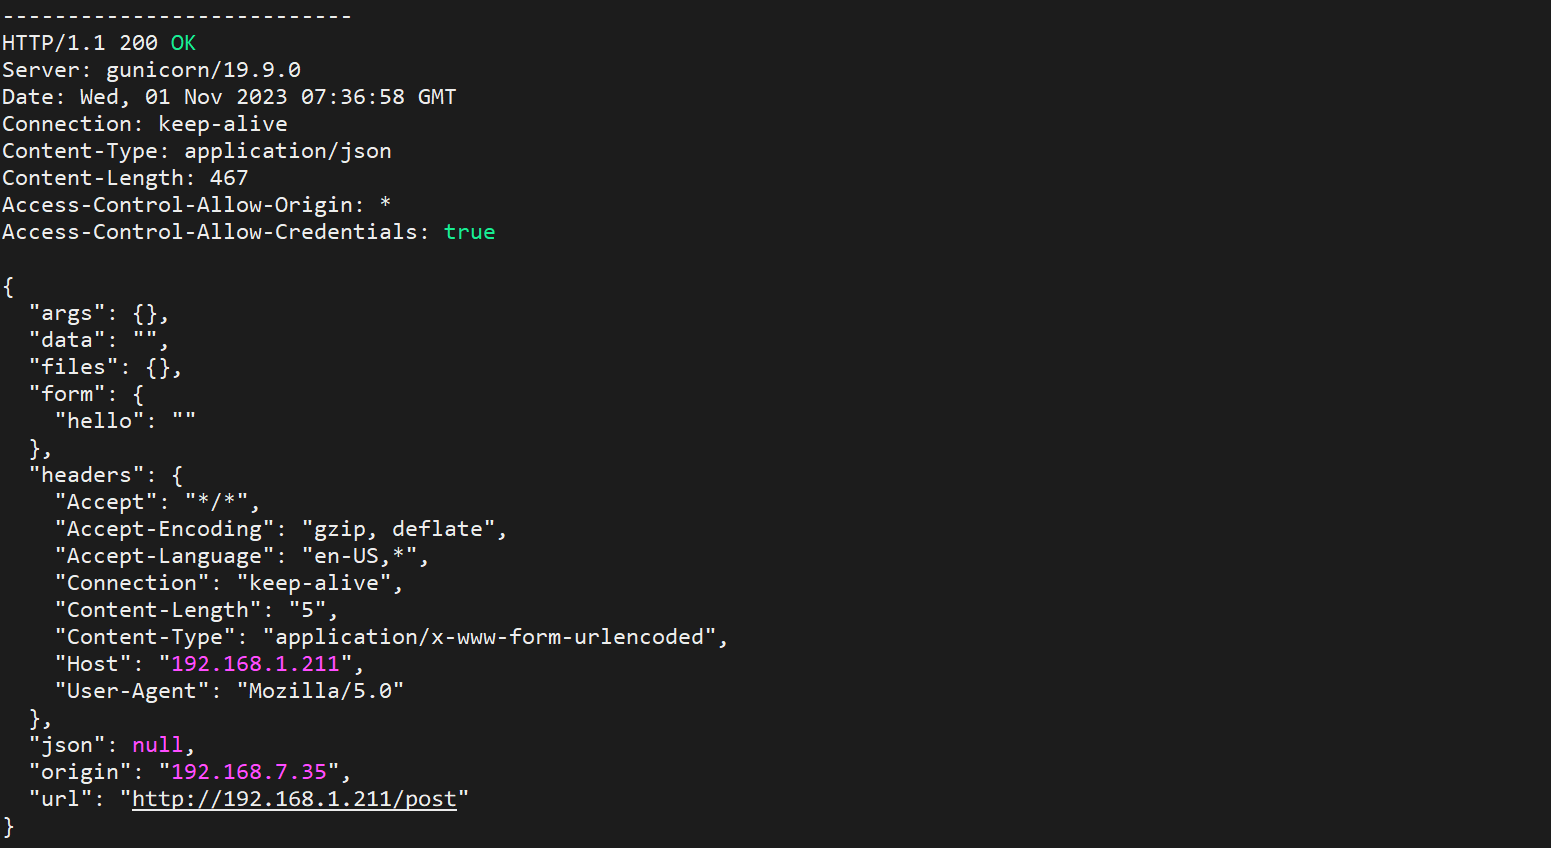 ---------------------------
HTTP/1.1 200 OK
Server: gunicorn/19.9.0
Date: Wed, 01 Nov 2023 07:36:58 GMT
Connection: keep-alive
Content-Type: application/json
Content-Length: 467
Access-Control-Allow-Origin: *
Access-Control-Allow-Credentials: true

{
  "args": {},
  "data": "",
  "files": {},
  "form": {
    "hello": ""
  },
  "headers": {
    "Accept": "*/*",
    "Accept-Encoding": "gzip, deflate",
    "Accept-Language": "en-US,*",
    "Connection": "keep-alive",
    "Content-Length": "5",
    "Content-Type": "application/x-www-form-urlencoded",
    "Host": "192.168.1.211",
    "User-Agent": "Mozilla/5.0"
  },
  "json": null,
  "origin": "192.168.7.35",
  "url": "http://192.168.1.211/post"
}